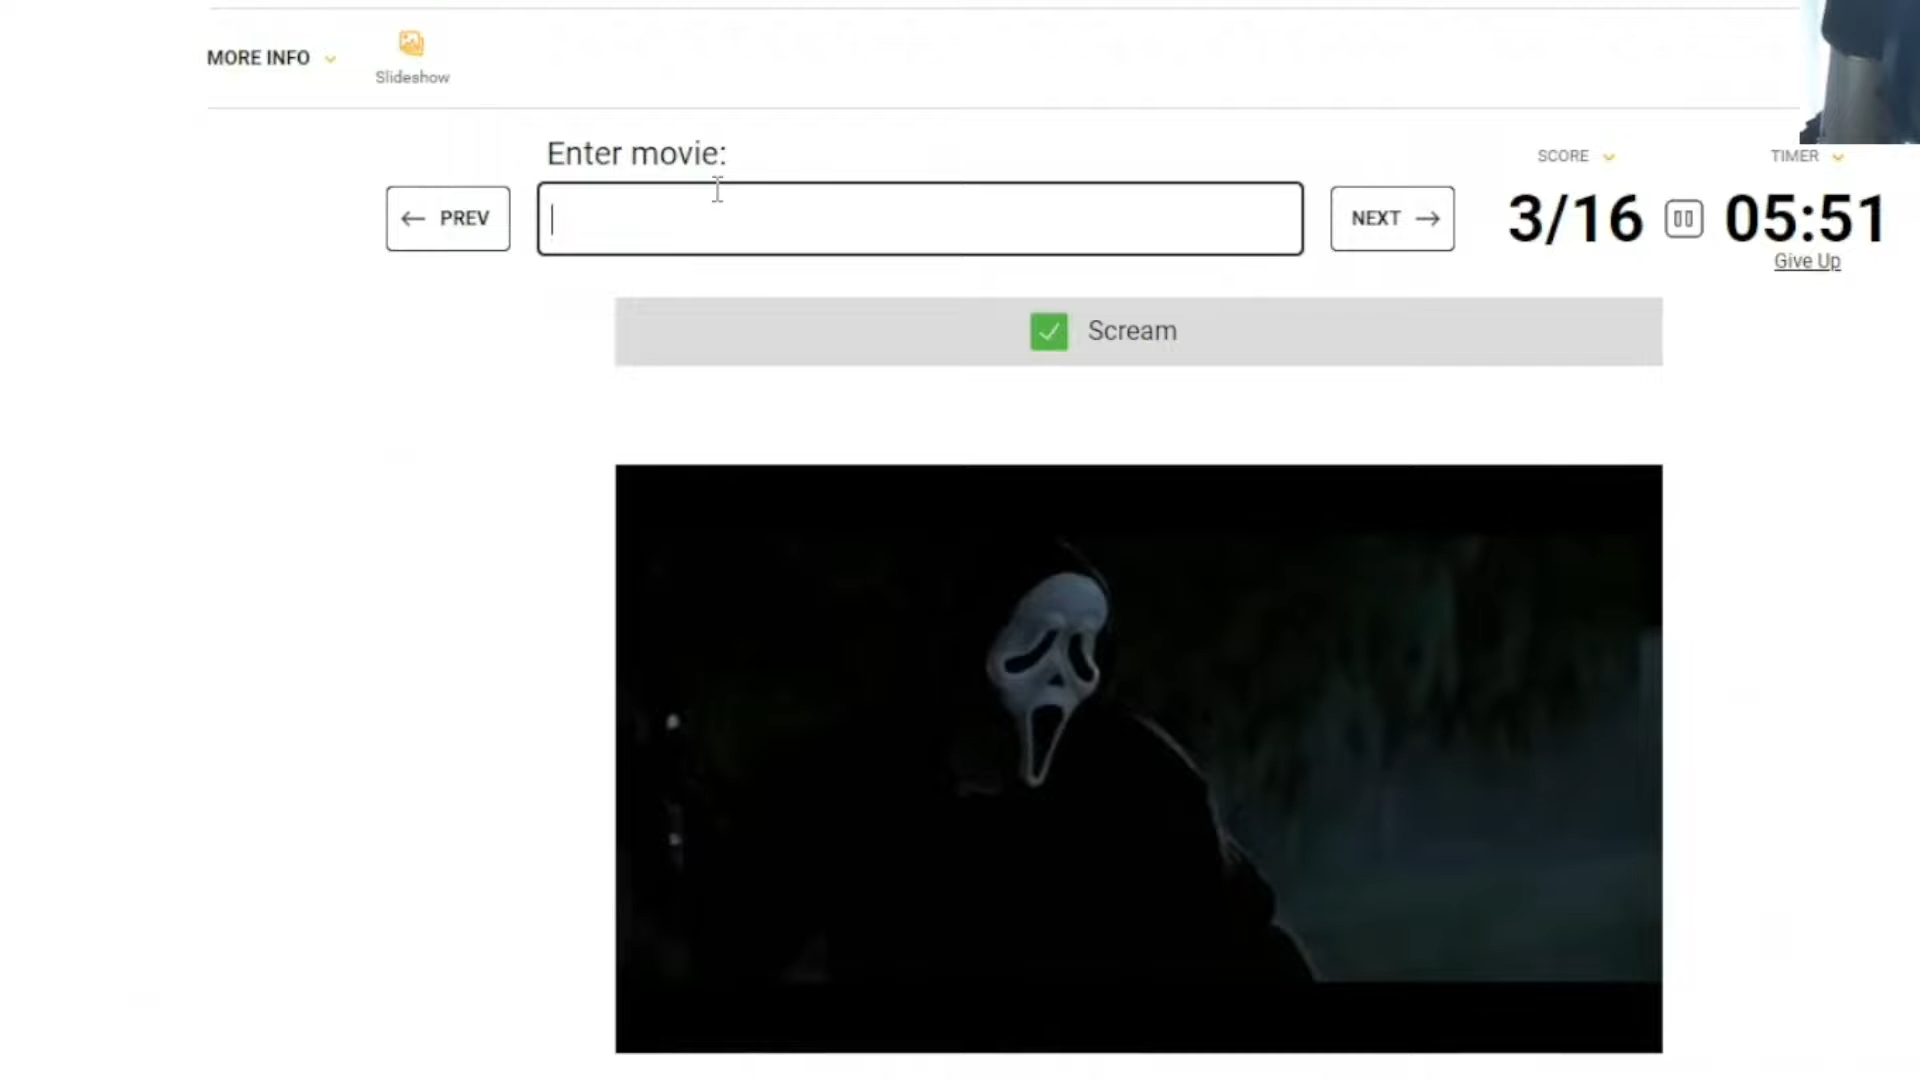 MORE INFO
Slideshow
Enter movie:
SCORE
TIMER
← PREV
NEXT →
3/16
05:51
Give Up
Scream